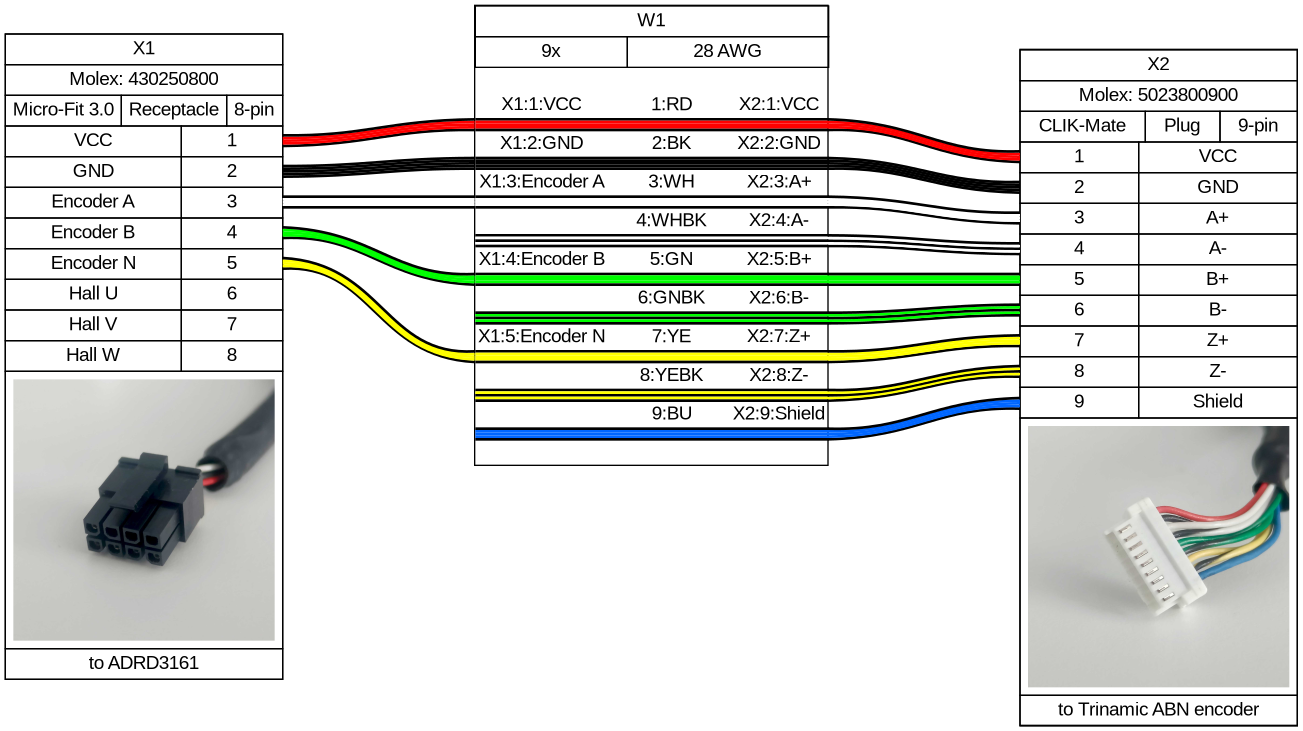 X1
Molex: 430250800
Micro-Fit 3.0 Receptacle 8-pin
VCC 1
GND 2
Encoder A 3
Encoder B 4
Encoder N 5
Hall U 6
Hall V 7
Hall W 8
to ADRD3161
W1
9x 28 AWG
X1:1:VCC 1:RD X2:1:VCC
X1:2:GND 2:BK X2:2:GND
X1:3:Encoder A 3:WH X2:3:A+
4:WHBK X2:4:A-
X1:4:Encoder B 5:GN X2:5:B+
6:GNBK X2:6:B-
X1:5:Encoder N 7:YE X2:7:Z+
8:YEBK X2:8:Z-
9:BU X2:9:Shield
X2
Molex: 5023800900
CLIK-Mate Plug 9-pin
1 VCC
2 GND
3 A+
4 A-
5 B+
6 B-
7 Z+
8 Z-
9 Shield
to Trinamic ABN encoder